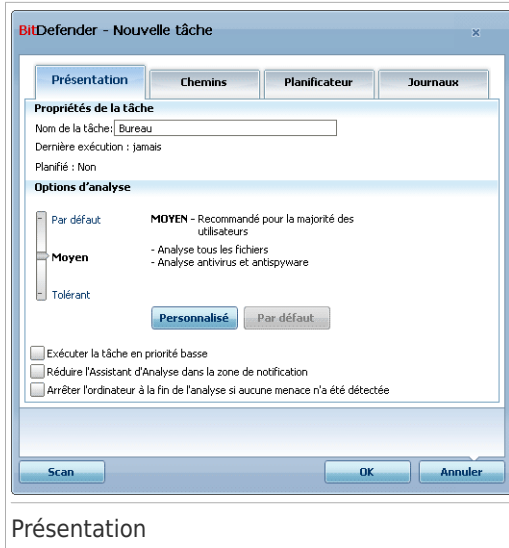 BitDefender - Nouvelle tâche
x
Présentation
Chemins
Planificateur
Journaux
Propriétés de la tâche
Nom de la tâche: Bureau
Dernière exécution : jamais
Planifié : Non
Options d'analyse
Par défaut
Moyen
Tolérant
MOYEN - Recommandé pour la majorité des
utilisateurs
- Analyse tous les fichiers
- Analyse antivirus et antispyware
Personnalisé
Par défaut
Exécuter la tâche en priorité basse
Réduire l'Assistant d'Analyse dans la zone de notification
Arrêter l'ordinateur à la fin de l'analyse si aucune menace n'a été détectée
Scan
OK
Annuler
Présentation